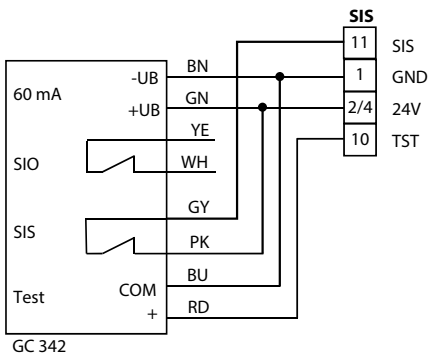 SIS
11 SIS
-UB BN 1 GND
60 mA
+UB GN 2/4 24V
YE 10 TST
SIO WH
GY
SIS
PK
BU
Test COM
+ RD
GC 342